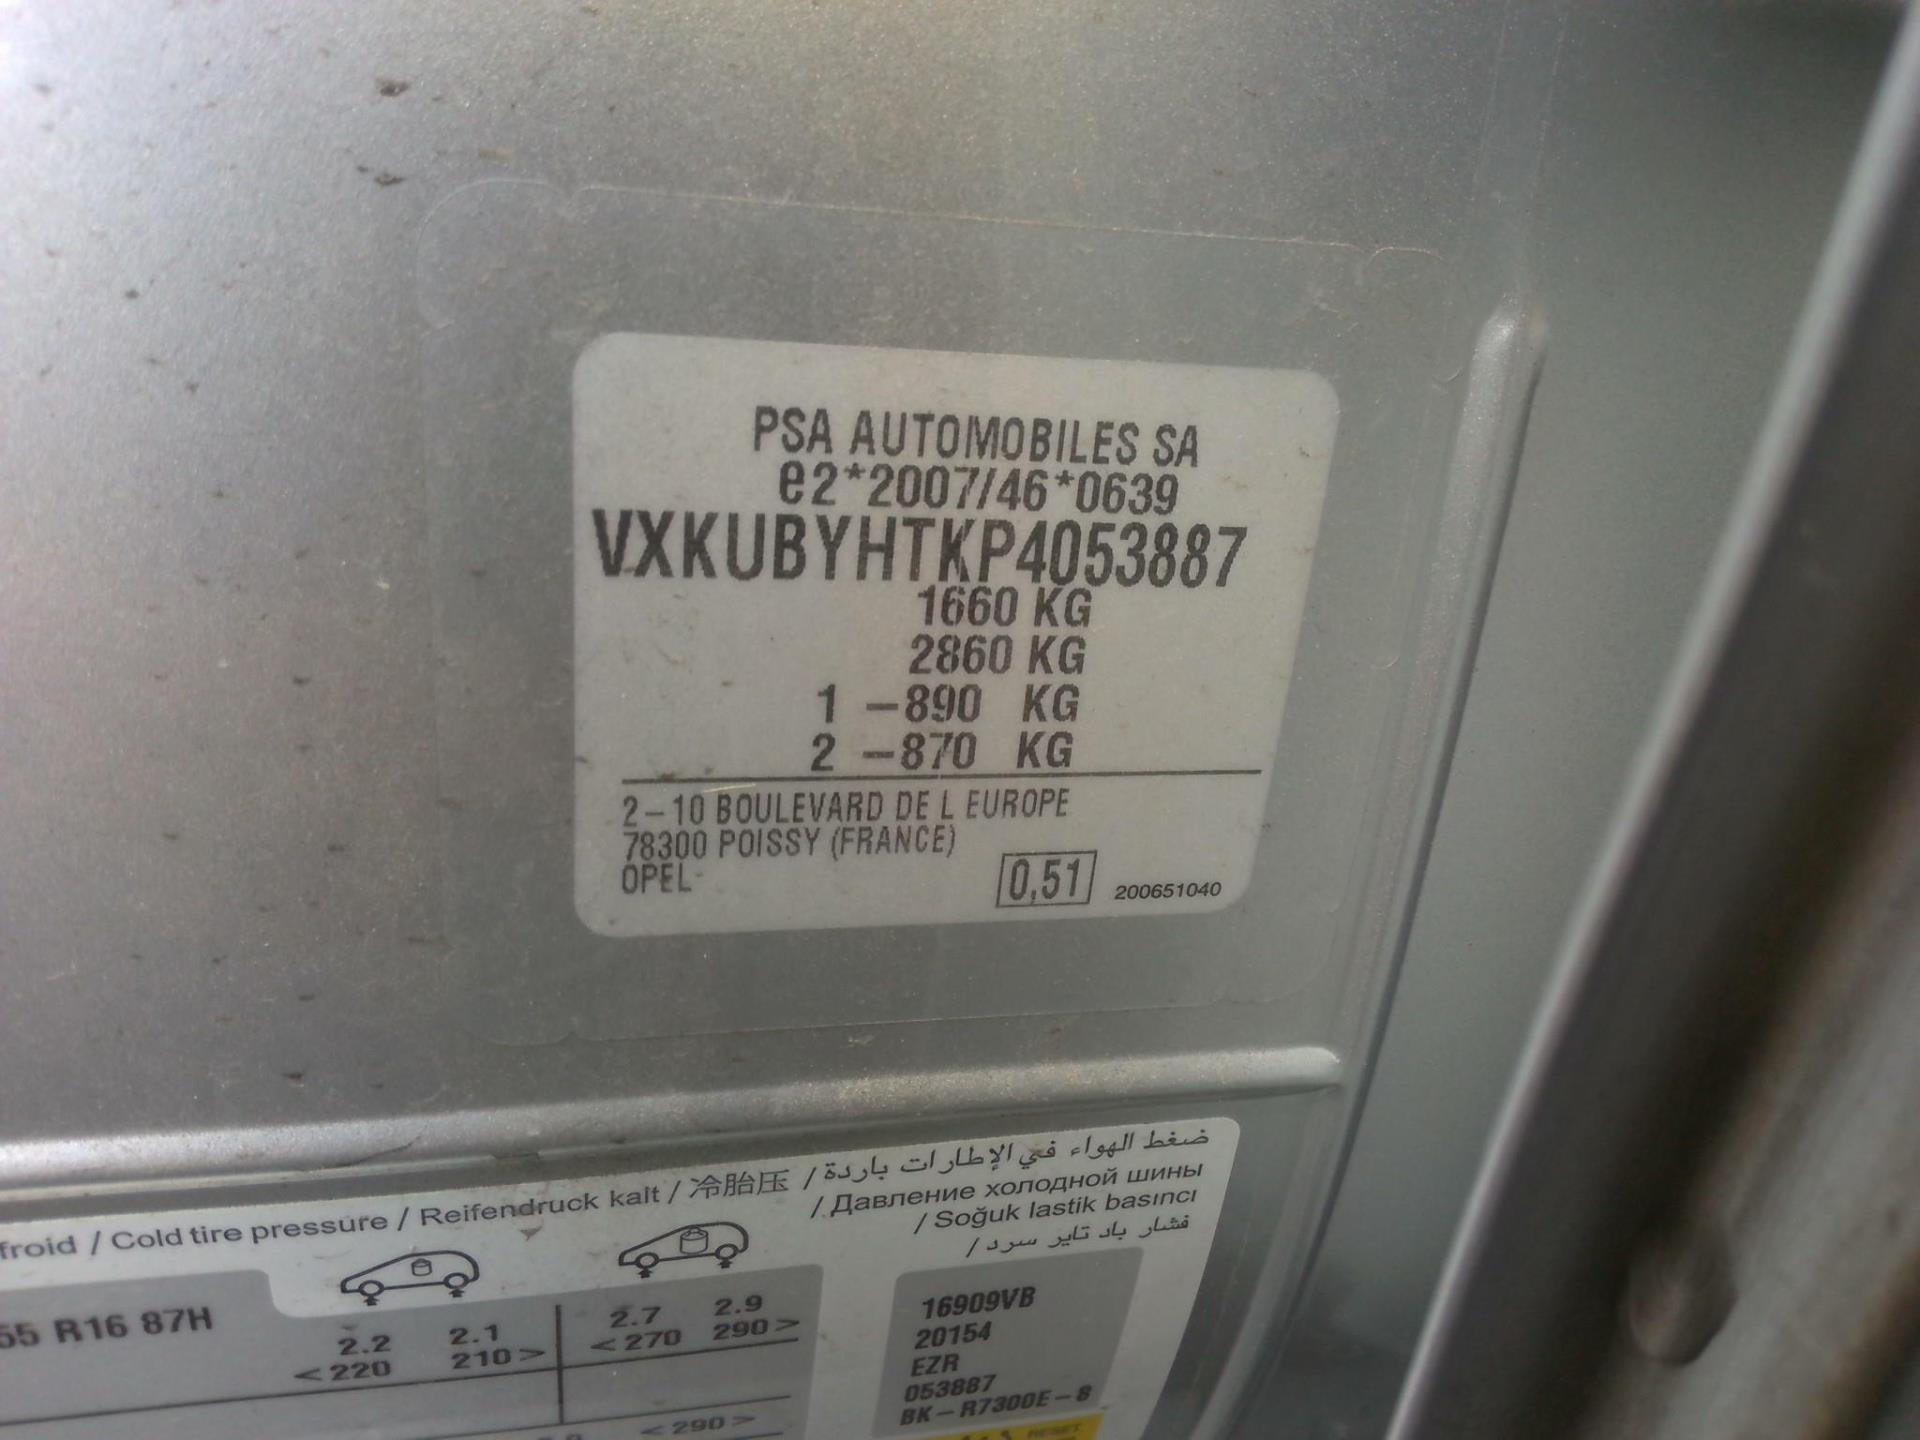 PSA AUTOMOBILES SA
e2*2007/46*0639
VXKUBYHTKP4053887
1660 KG
2860 KG
1 -890 KG
2 -870 KG
2-10 BOULEVARD DE L EUROPE
78300 POISSY (FRANCE)
OPEL
0,51 200651040
froid / Cold tire pressure / Reifendruck kalt / 冷胎压 / ضغط الهواء في الإطارات باردة
/ Давление холодной шины
/ Soğuk lastik basıncı
/ فشار باد تایر سرد
55 R16 87H
2.2 2.1 2.7 2.9
<220 210> <270 290>
<290>
16909VB
20154
EZR
053887
BK-R7300E-8
RESET